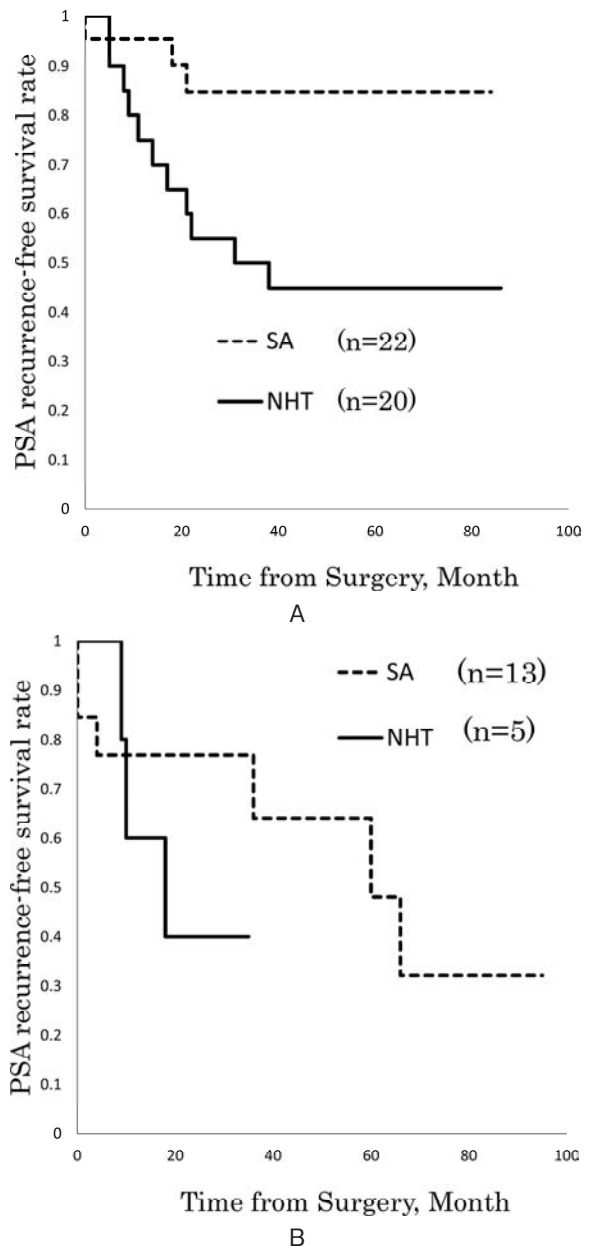 PSA recurrence-free survival rate
1
0.9
0.8
0.7
0.6
0.5
0.4
0.3
0.2
0.1
0
SA (n=22)
NHT (n=20)
0 20 40 60 80 100
Time from Surgery, Month
A
PSA recurrence-free survival rate
1
0.9
0.8
0.7
0.6
0.5
0.4
0.3
0.2
0.1
0
SA (n=13)
NHT (n=5)
0 20 40 60 80 100
Time from Surgery, Month
B